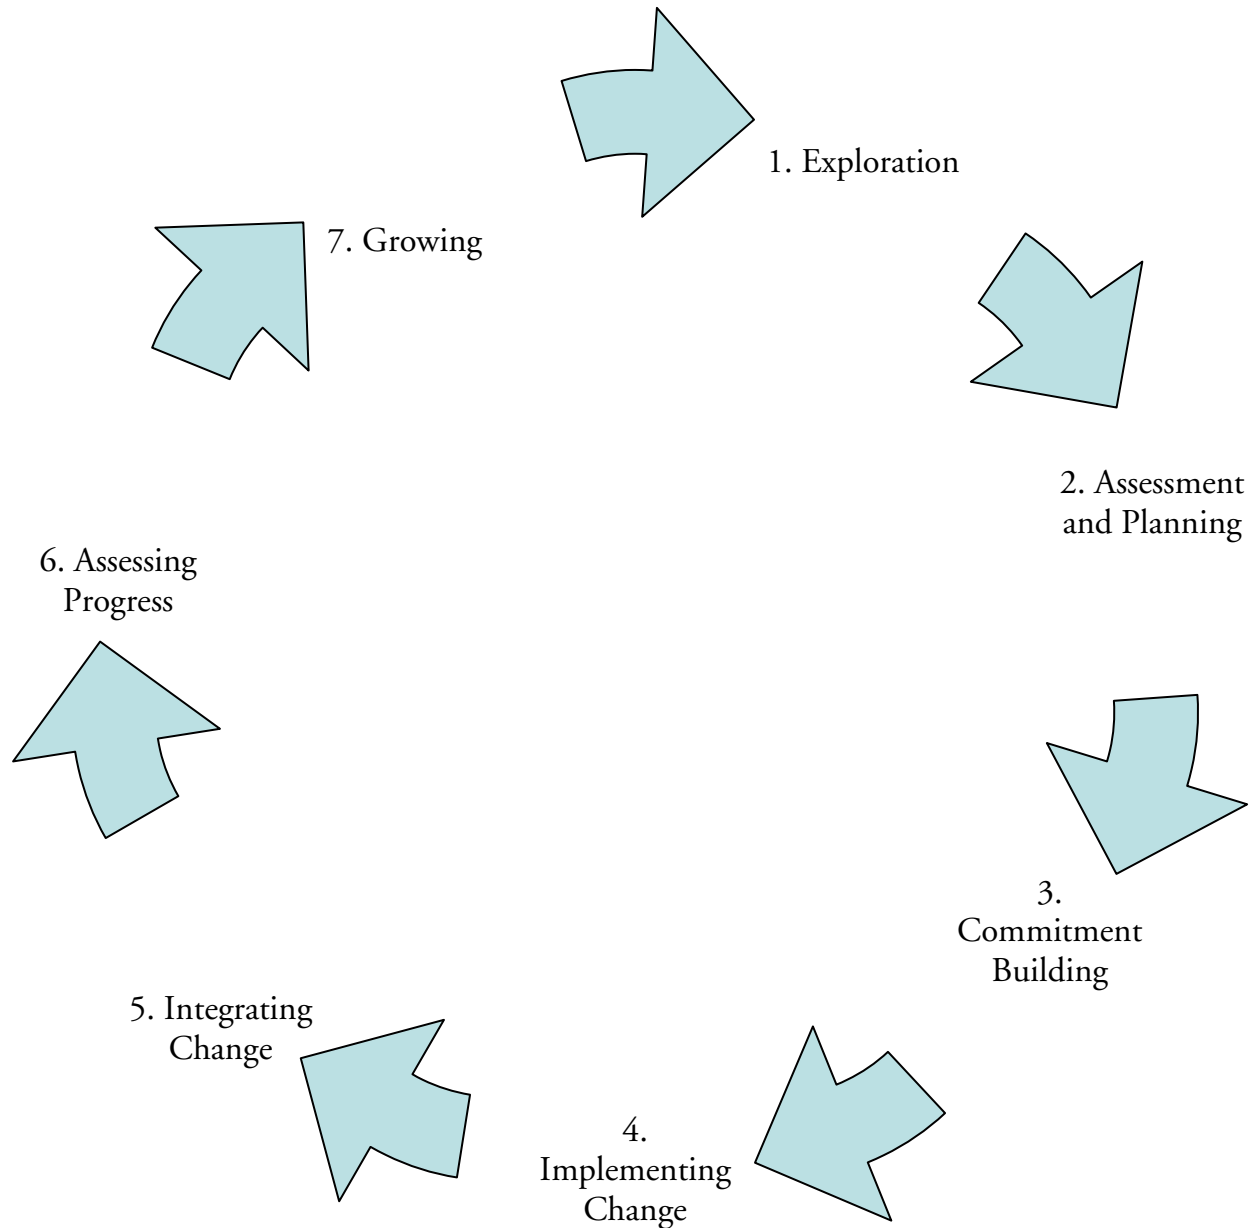 1. Exploration
2. Assessment
and Planning
3.
Commitment
Building
4.
Implementing
Change
5. Integrating
Change
6. Assessing
Progress
7. Growing